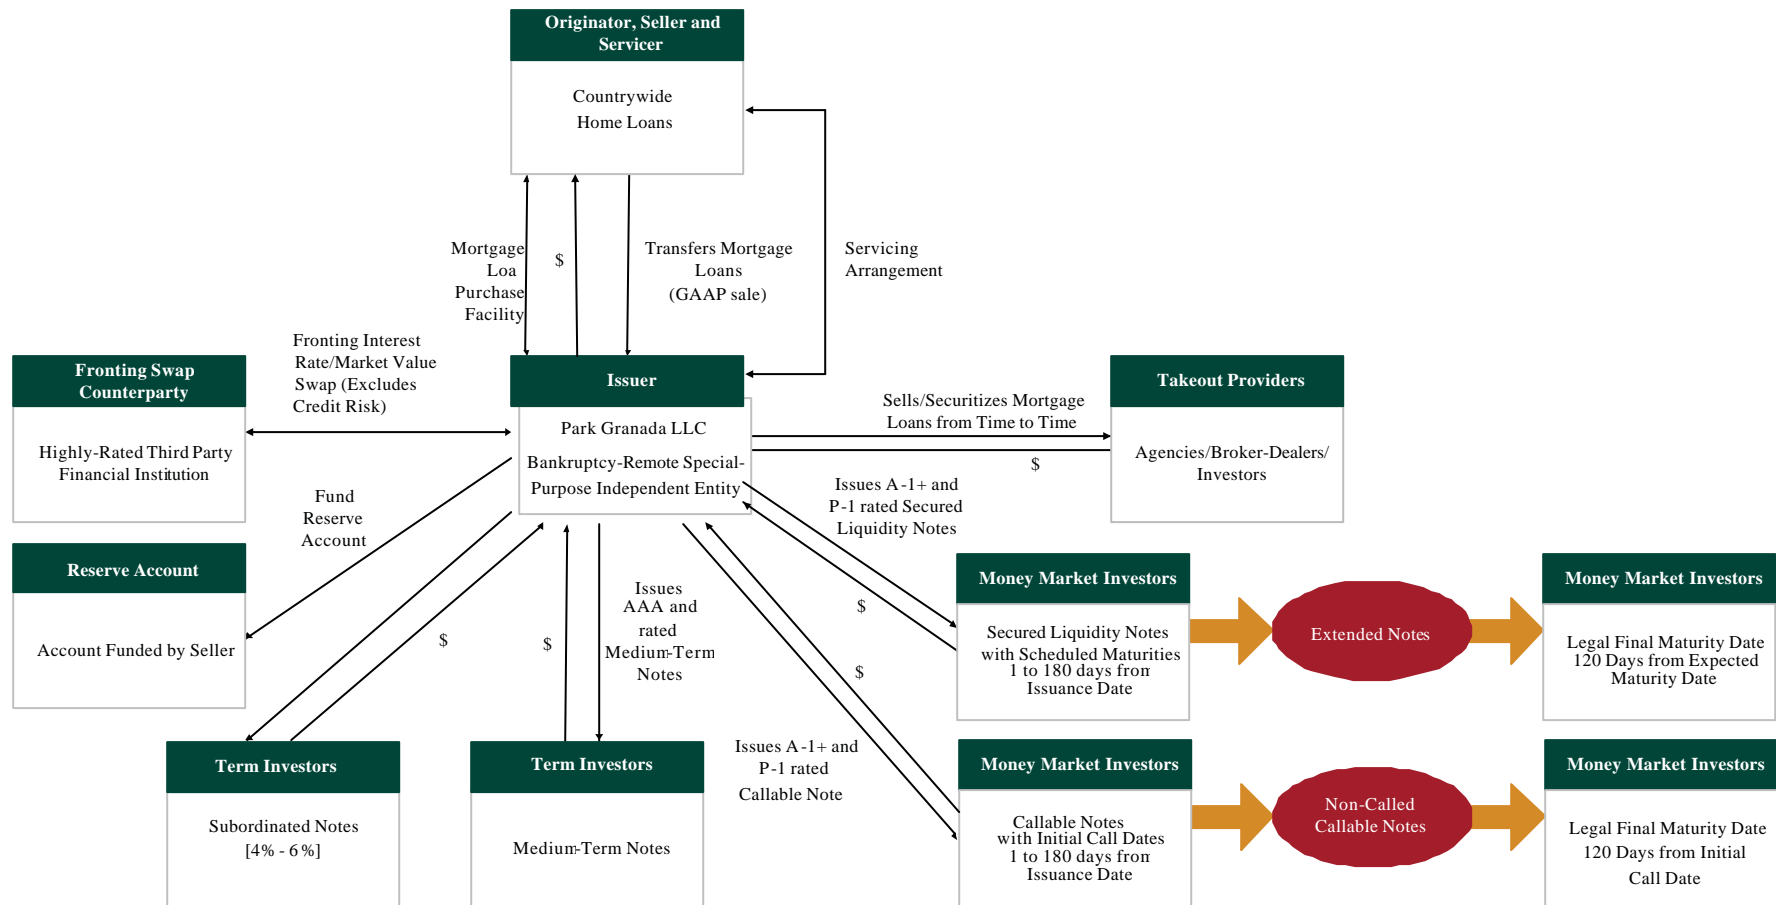 Originator, Seller and
Servicer
Countrywide
Home Loans
Mortgage
Loa
Purchase
Facility
$
Transfers Mortgage
Loans
(GAAP sale)
Servicing
Arrangement
Fronting Interest
Rate/Market Value
Swap (Excludes
Credit Risk)
Fronting Swap
Counterparty
Highly-Rated Third Party
Financial Institution
Issuer
Park Granada LLC
Bankruptcy-Remote Special-
Purpose Independent Entity
Sells/Securitizes Mortgage
Loans from Time to Time
$
Takeout Providers
Agencies/Broker-Dealers/
Investors
Fund
Reserve
Account
Issues A-1+ and
P-1 rated Secured
Liquidity Notes
Reserve Account
Account Funded by Seller
$
$
Issues
AAA and
rated
Medium-Term
Notes
$
$
Money Market Investors
Secured Liquidity Notes
with Scheduled Maturities
1 to 180 days from
Issuance Date
Extended Notes
Money Market Investors
Legal Final Maturity Date
120 Days from Expected
Maturity Date
Term Investors
Subordinated Notes
[4% - 6%]
Term Investors
Medium-Term Notes
Issues A-1+ and
P-1 rated
Callable Note
Money Market Investors
Callable Notes
with Initial Call Dates
1 to 180 days from
Issuance Date
Non-Called
Callable Notes
Money Market Investors
Legal Final Maturity Date
120 Days from Initial
Call Date